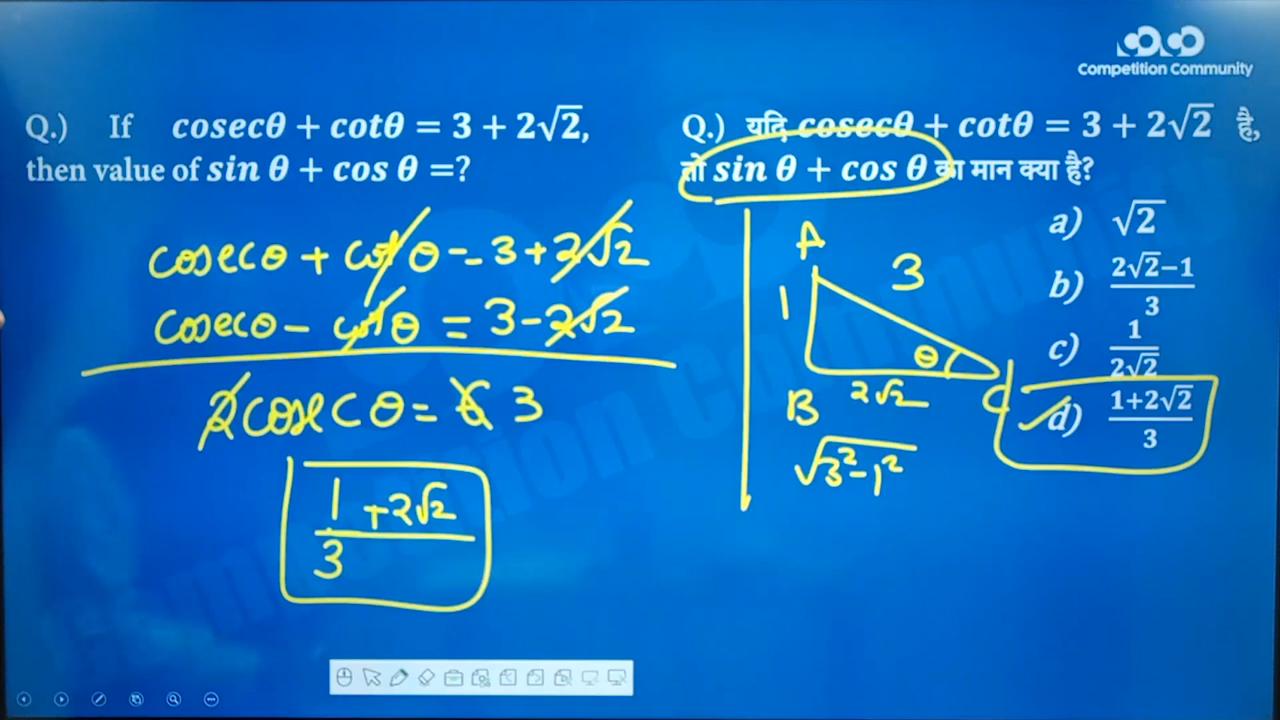 Competition Community
Q.) If cosecθ + cotθ = 3 + 2√2,
then value of sin θ + cos θ =?
Q.) यदि cosecθ + cotθ = 3 + 2√2 है,
तो sin θ + cos θ का मान क्या है?
a) √2
b) (2√2−1)/3
c) 1/(2√2)
d) (1+2√2)/3
cosecθ + cotθ = 3 + 2√2
cosecθ − cotθ = 3 − 2√2
2cosecθ = 6 3
(1 + 2√2)/3
A
3
1
θ
B 2√2 C
√3²−1²